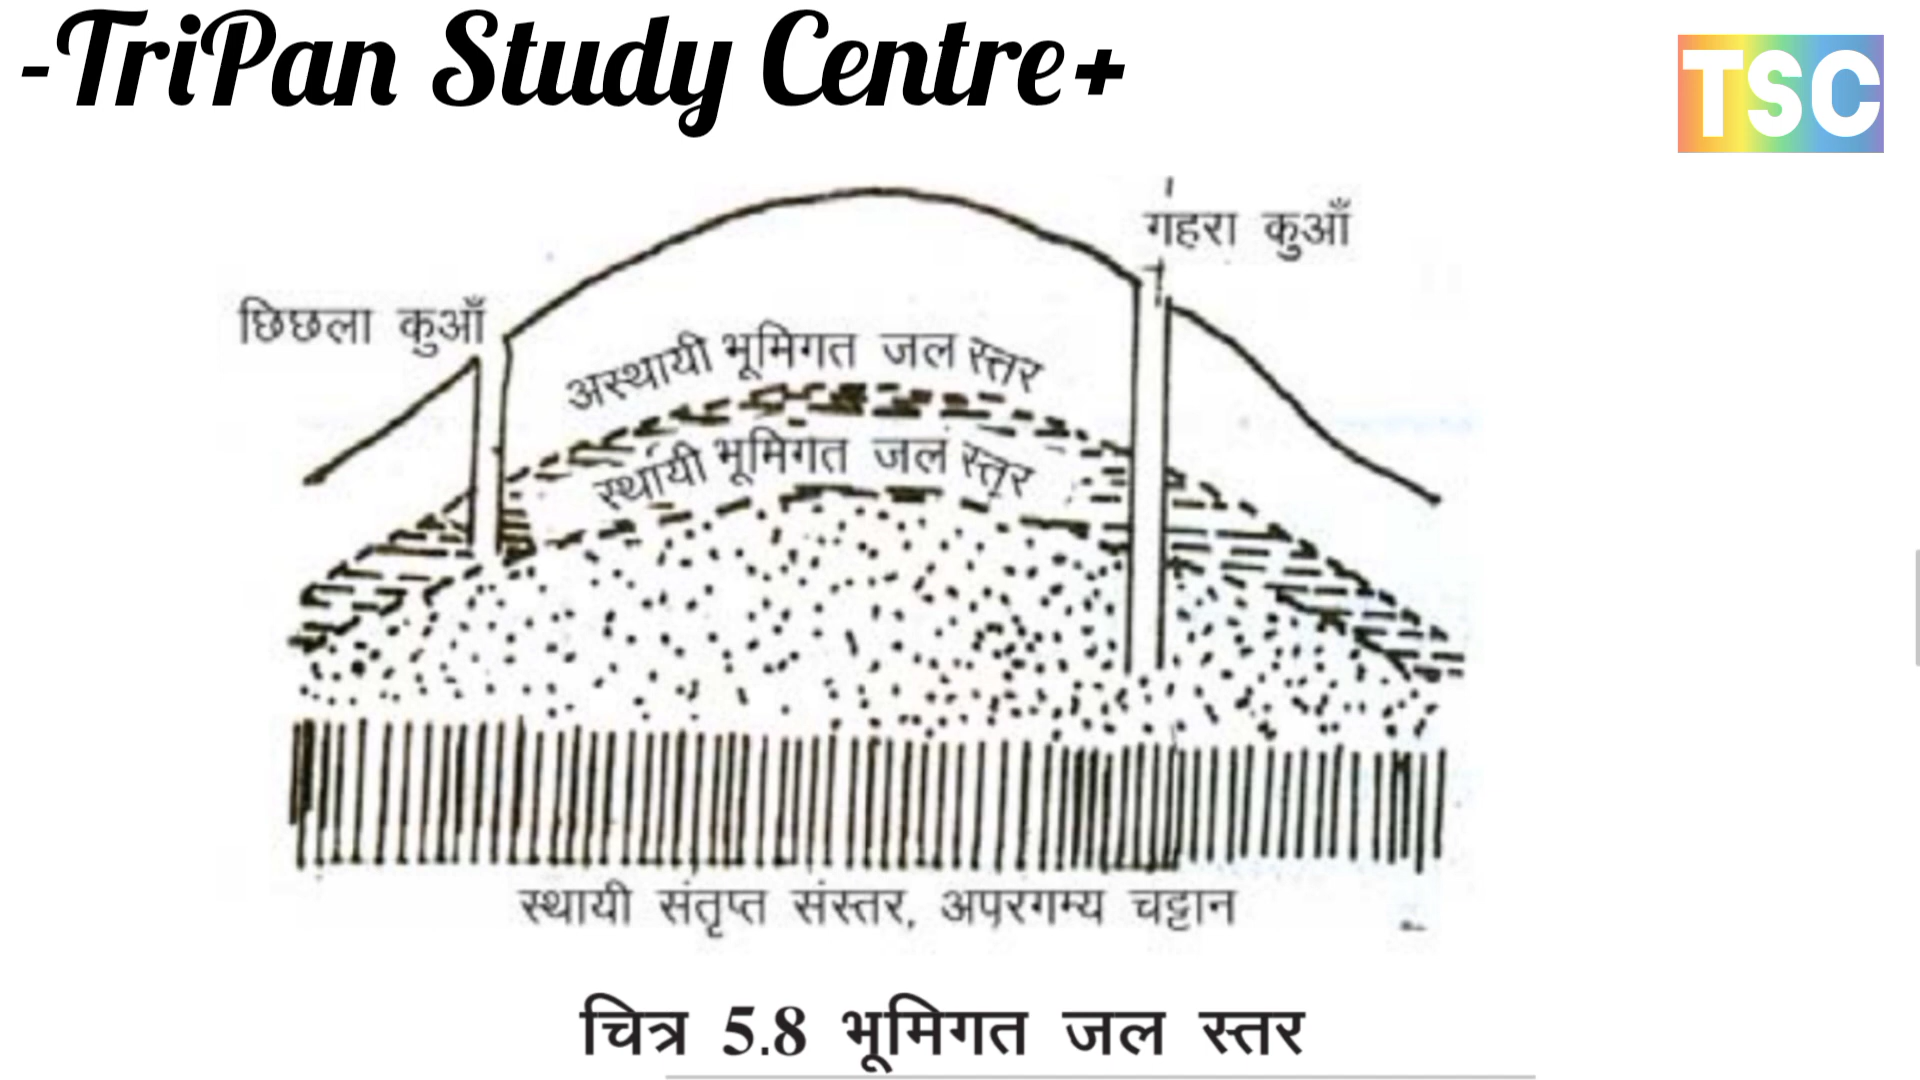 -TriPan Study Centre+
TSC
गहरा कुआँ
छिछला कुआँ
अस्थायी भूमिगत जल स्तर
स्थायी भूमिगत जल स्तर
स्थायी संतृप्त संस्तर, अपरगम्य चट्टान
चित्र 5.8 भूमिगत जल स्तर